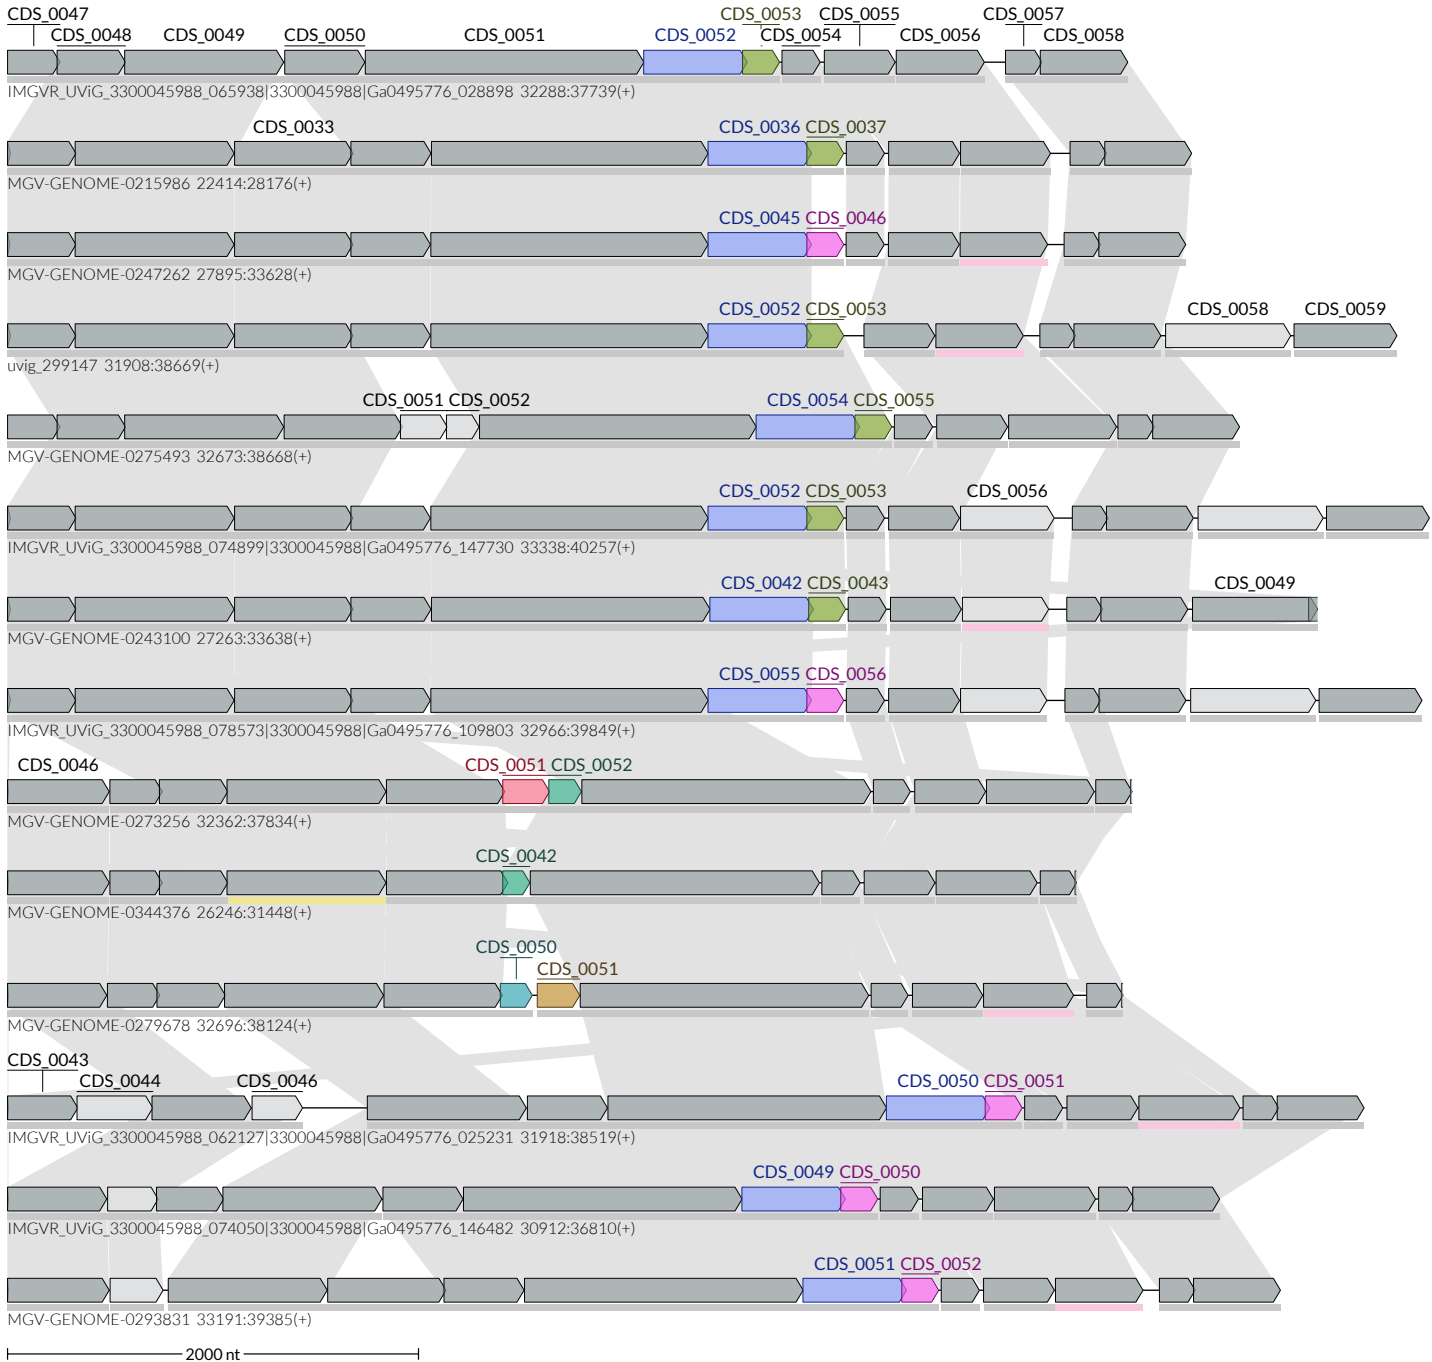 CDS_0047 CDS_0053 CDS_0055 CDS_0057
CDS_0048 CDS_0049 CDS_0050 CDS_0051 CDS_0052 CDS_0054 CDS_0056 CDS_0058
IMGVR_UViG_3300045988_065938|3300045988|Ga0495776_028898 32288:37739(+)
CDS_0033 CDS_0036 CDS_0037
MGV-GENOME-0215986 22414:28176(+)
CDS_0045 CDS_0046
MGV-GENOME-0247262 27895:33628(+)
CDS_0052 CDS_0053 CDS_0058 CDS_0059
uvig_299147 31908:38669(+)
CDS_0051 CDS_0052 CDS_0054 CDS_0055
MGV-GENOME-0275493 32673:38668(+)
CDS_0052 CDS_0053 CDS_0056
IMGVR_UViG_3300045988_074899|3300045988|Ga0495776_147730 33338:40257(+)
CDS_0042 CDS_0043 CDS_0049
MGV-GENOME-0243100 27263:33638(+)
CDS_0055 CDS_0056
IMGVR_UViG_3300045988_078573|3300045988|Ga0495776_109803 32966:39849(+)
CDS_0046 CDS_0051 CDS_0052
MGV-GENOME-0273256 32362:37834(+)
CDS_0042
MGV-GENOME-0344376 26246:31448(+)
CDS_0050
CDS_0051
MGV-GENOME-0279678 32696:38124(+)
CDS_0043
CDS_0044 CDS_0046 CDS_0050 CDS_0051
IMGVR_UViG_3300045988_062127|3300045988|Ga0495776_025231 31918:38519(+)
CDS_0049 CDS_0050
IMGVR_UViG_3300045988_074050|3300045988|Ga0495776_146482 30912:36810(+)
CDS_0051 CDS_0052
MGV-GENOME-0293831 33191:39385(+)
2000 nt